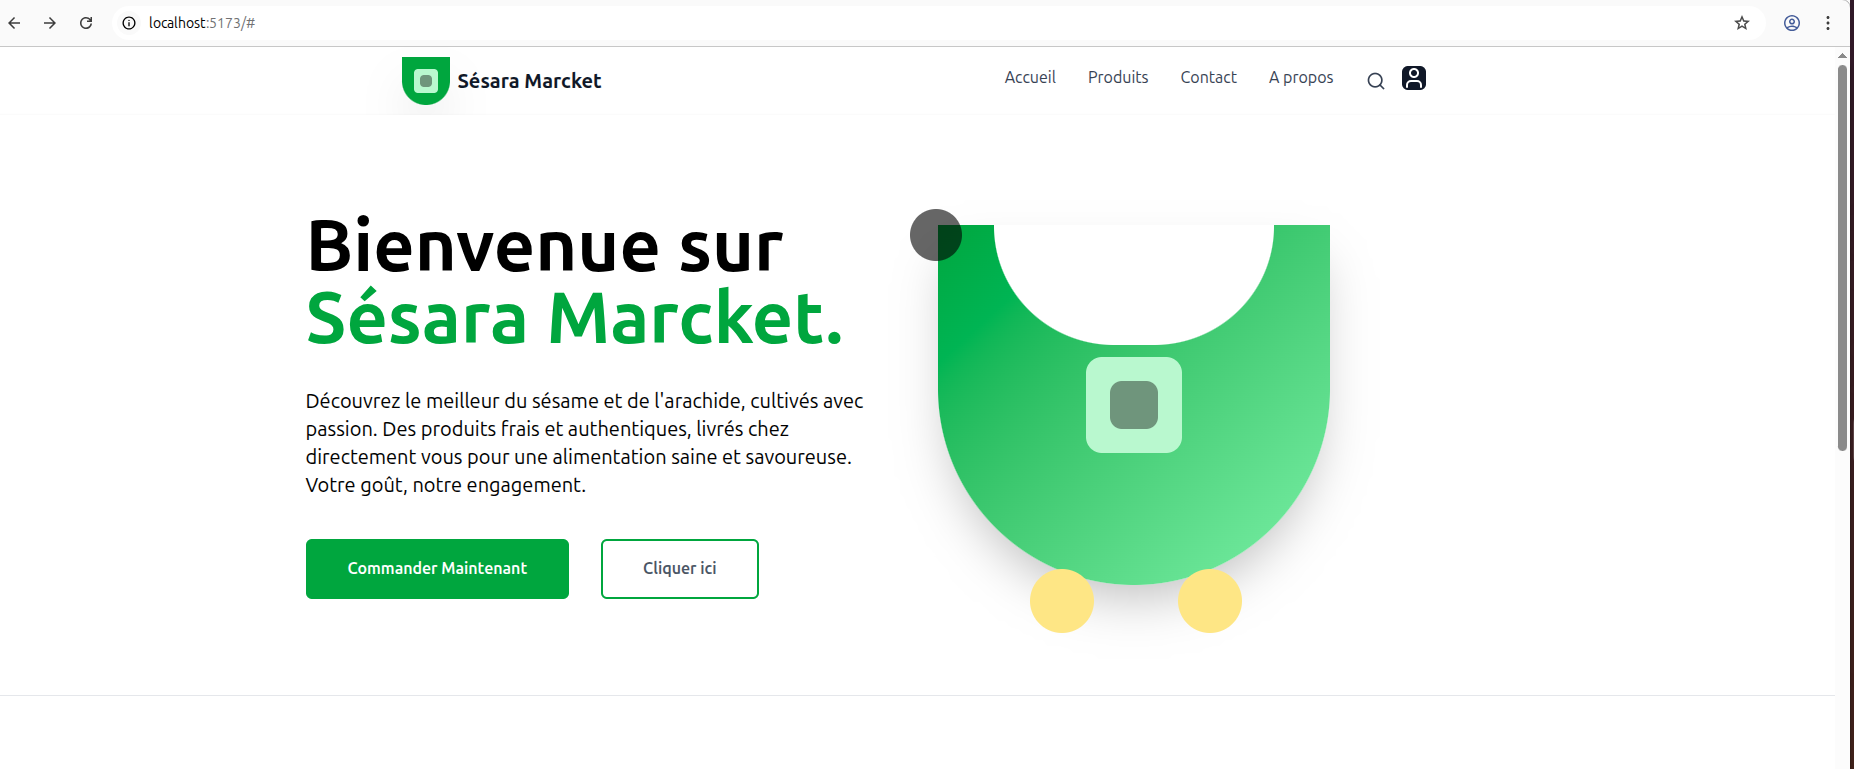 localhost:5173/#
Sésara Marcket
Accueil Produits Contact A propos
Bienvenue sur
Sésara Marcket.
Découvrez le meilleur du sésame et de l'arachide, cultivés avec
passion. Des produits frais et authentiques, livrés chez
directement vous pour une alimentation saine et savoureuse.
Votre goût, notre engagement.
Commander Maintenant
Cliquer ici